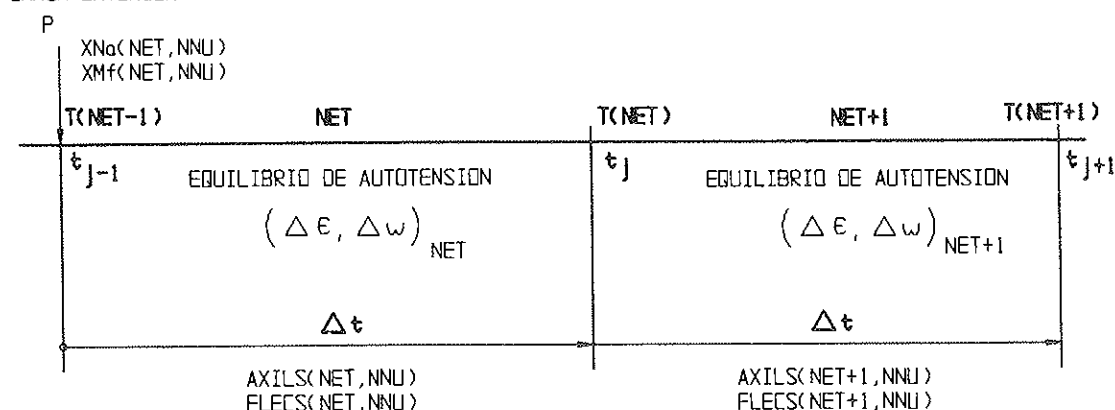 P
XNa(NET,NNU)
XMf(NET,NNU)
T(NET-1) NET T(NET) NET+1 T(NET+1)
t j-1 t j t j+1
EQUILIBRIO DE AUTOTENSION EQUILIBRIO DE AUTOTENSION
(Δ ε, Δ ω) NET (Δ ε, Δ ω) NET+1
Δ t Δ t
AXILS(NET,NNU) AXILS(NET+1,NNU)
FLECS(NET,NNU) FLECS(NET+1,NNU)